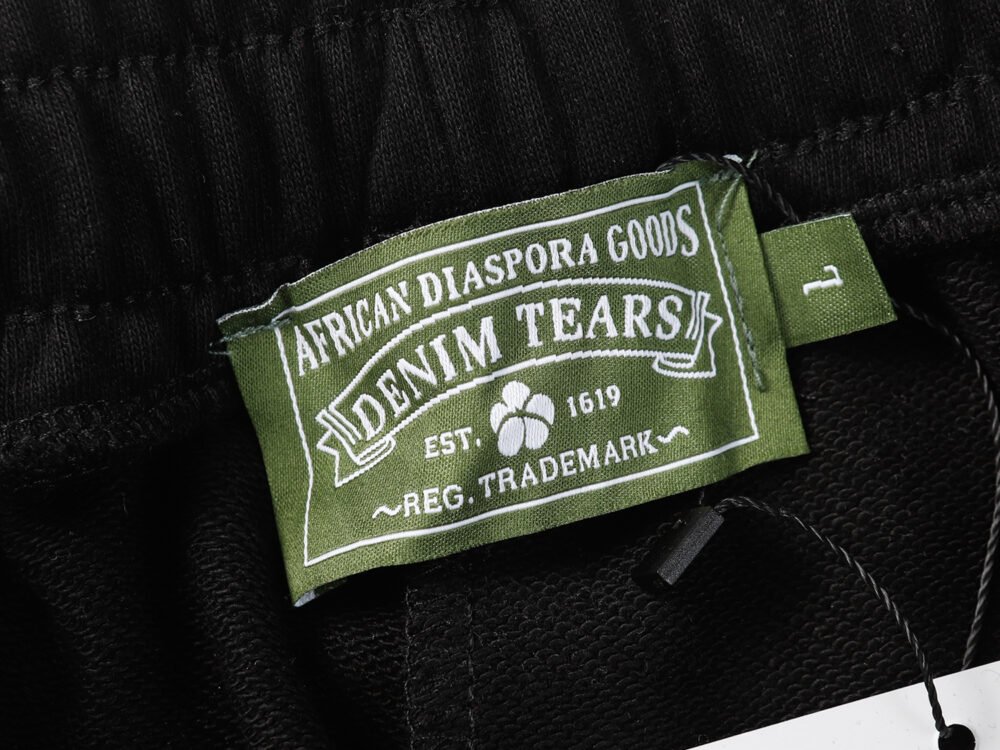 AFRICAN DIASPORA GOODS
DENIM TEARS
EST. 1619
~REG. TRADEMARK~
L